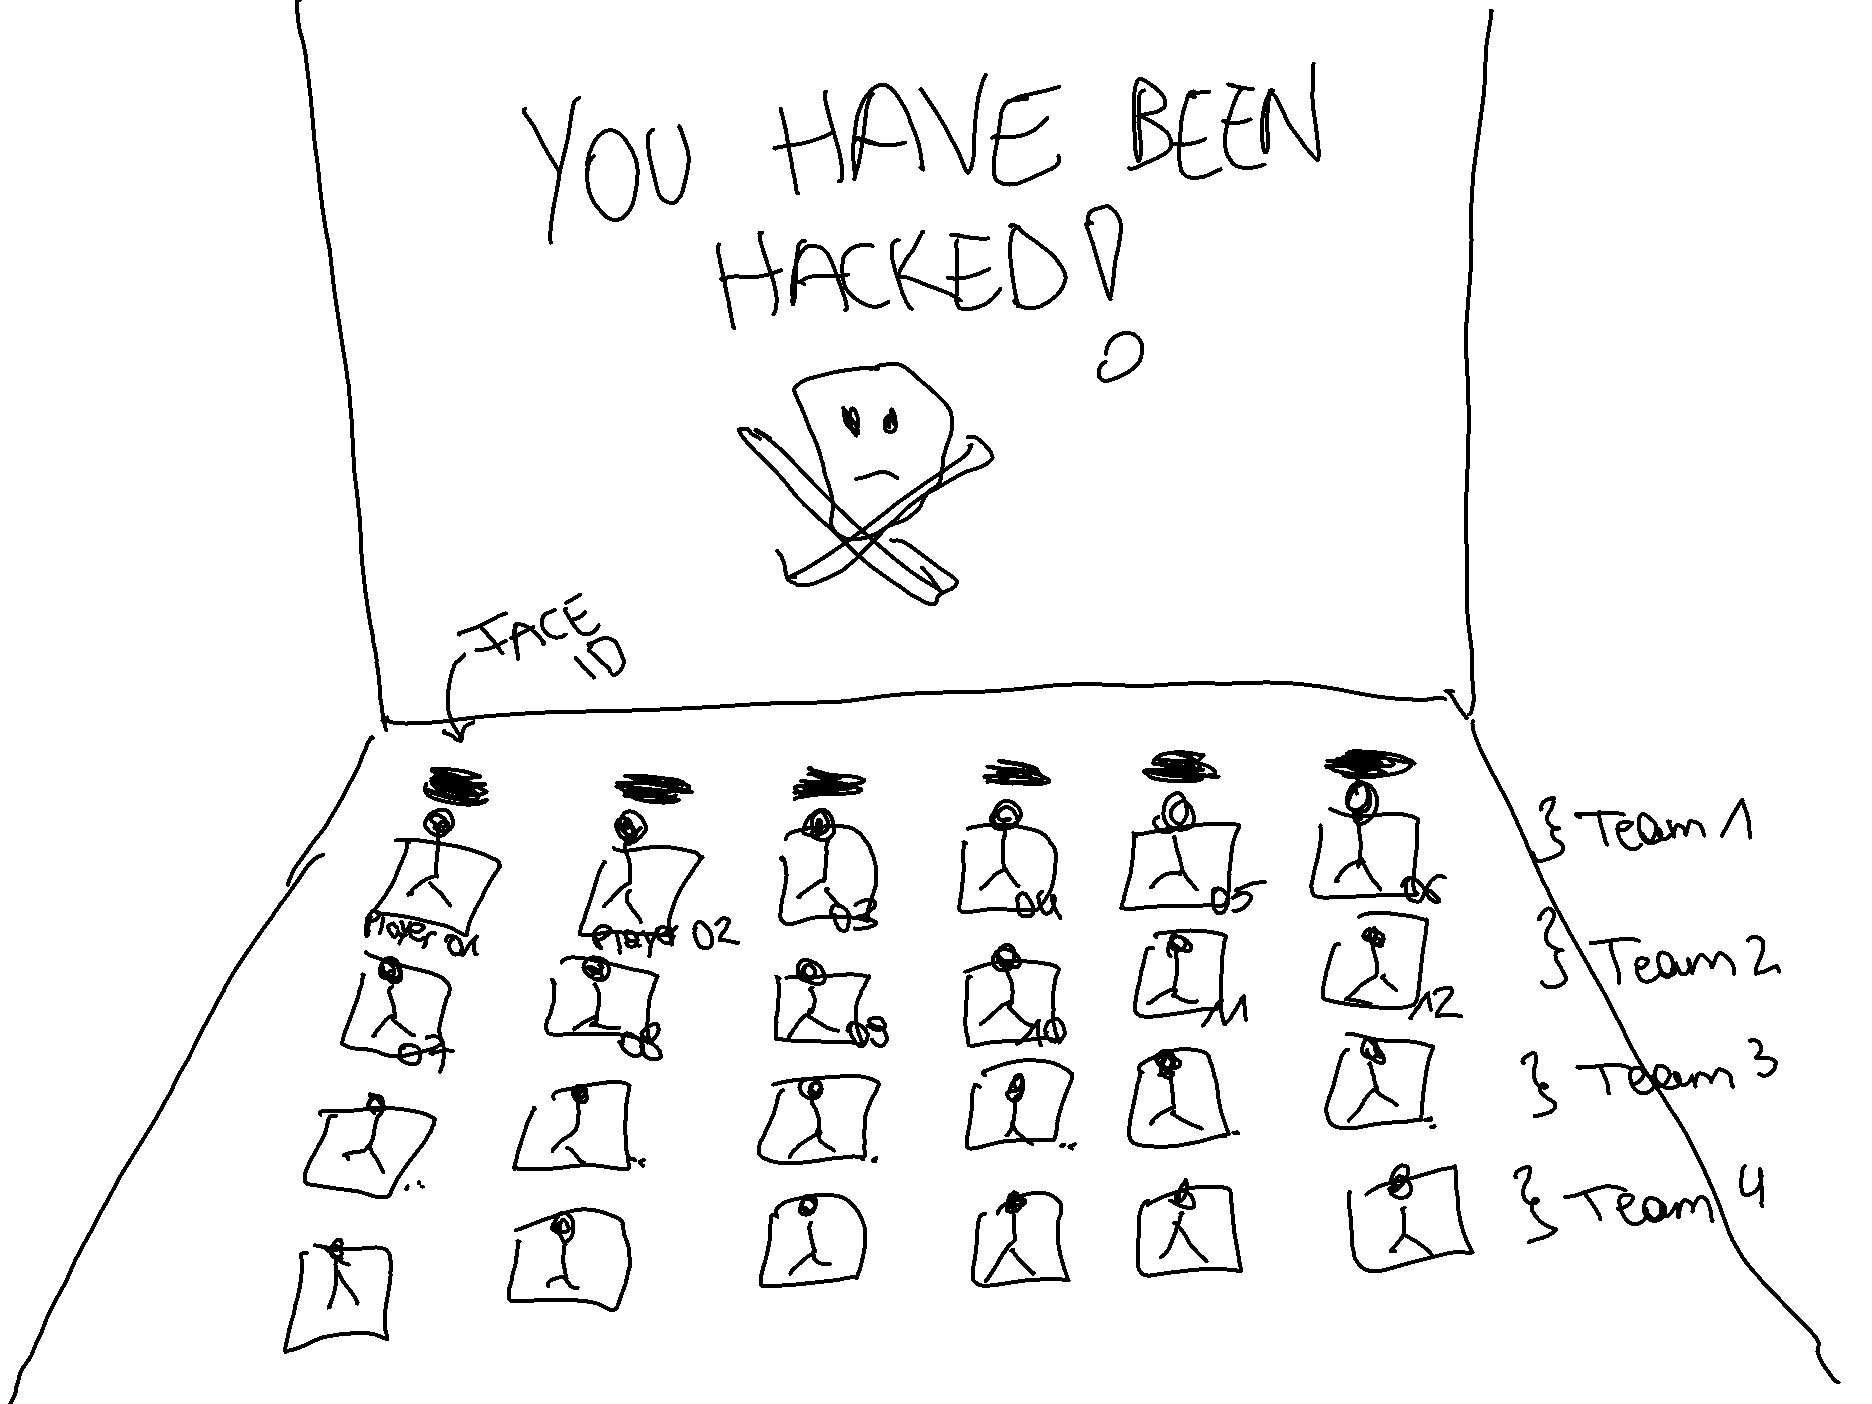 YOU HAVE BEEN
HACKED!
FACE
ID
Team 1
Player 01
Player 02
03
04
05
06
Team 2
07
08
09
10
11
12
Team 3
Team 4